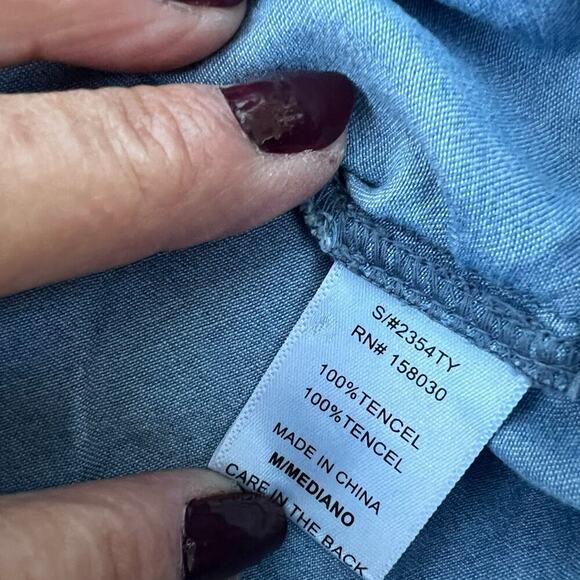 S/#2354TY
RN# 158030
100%TENCEL
100%TENCEL
MADE IN CHINA
M/MEDIANO
CARE IN THE BACK